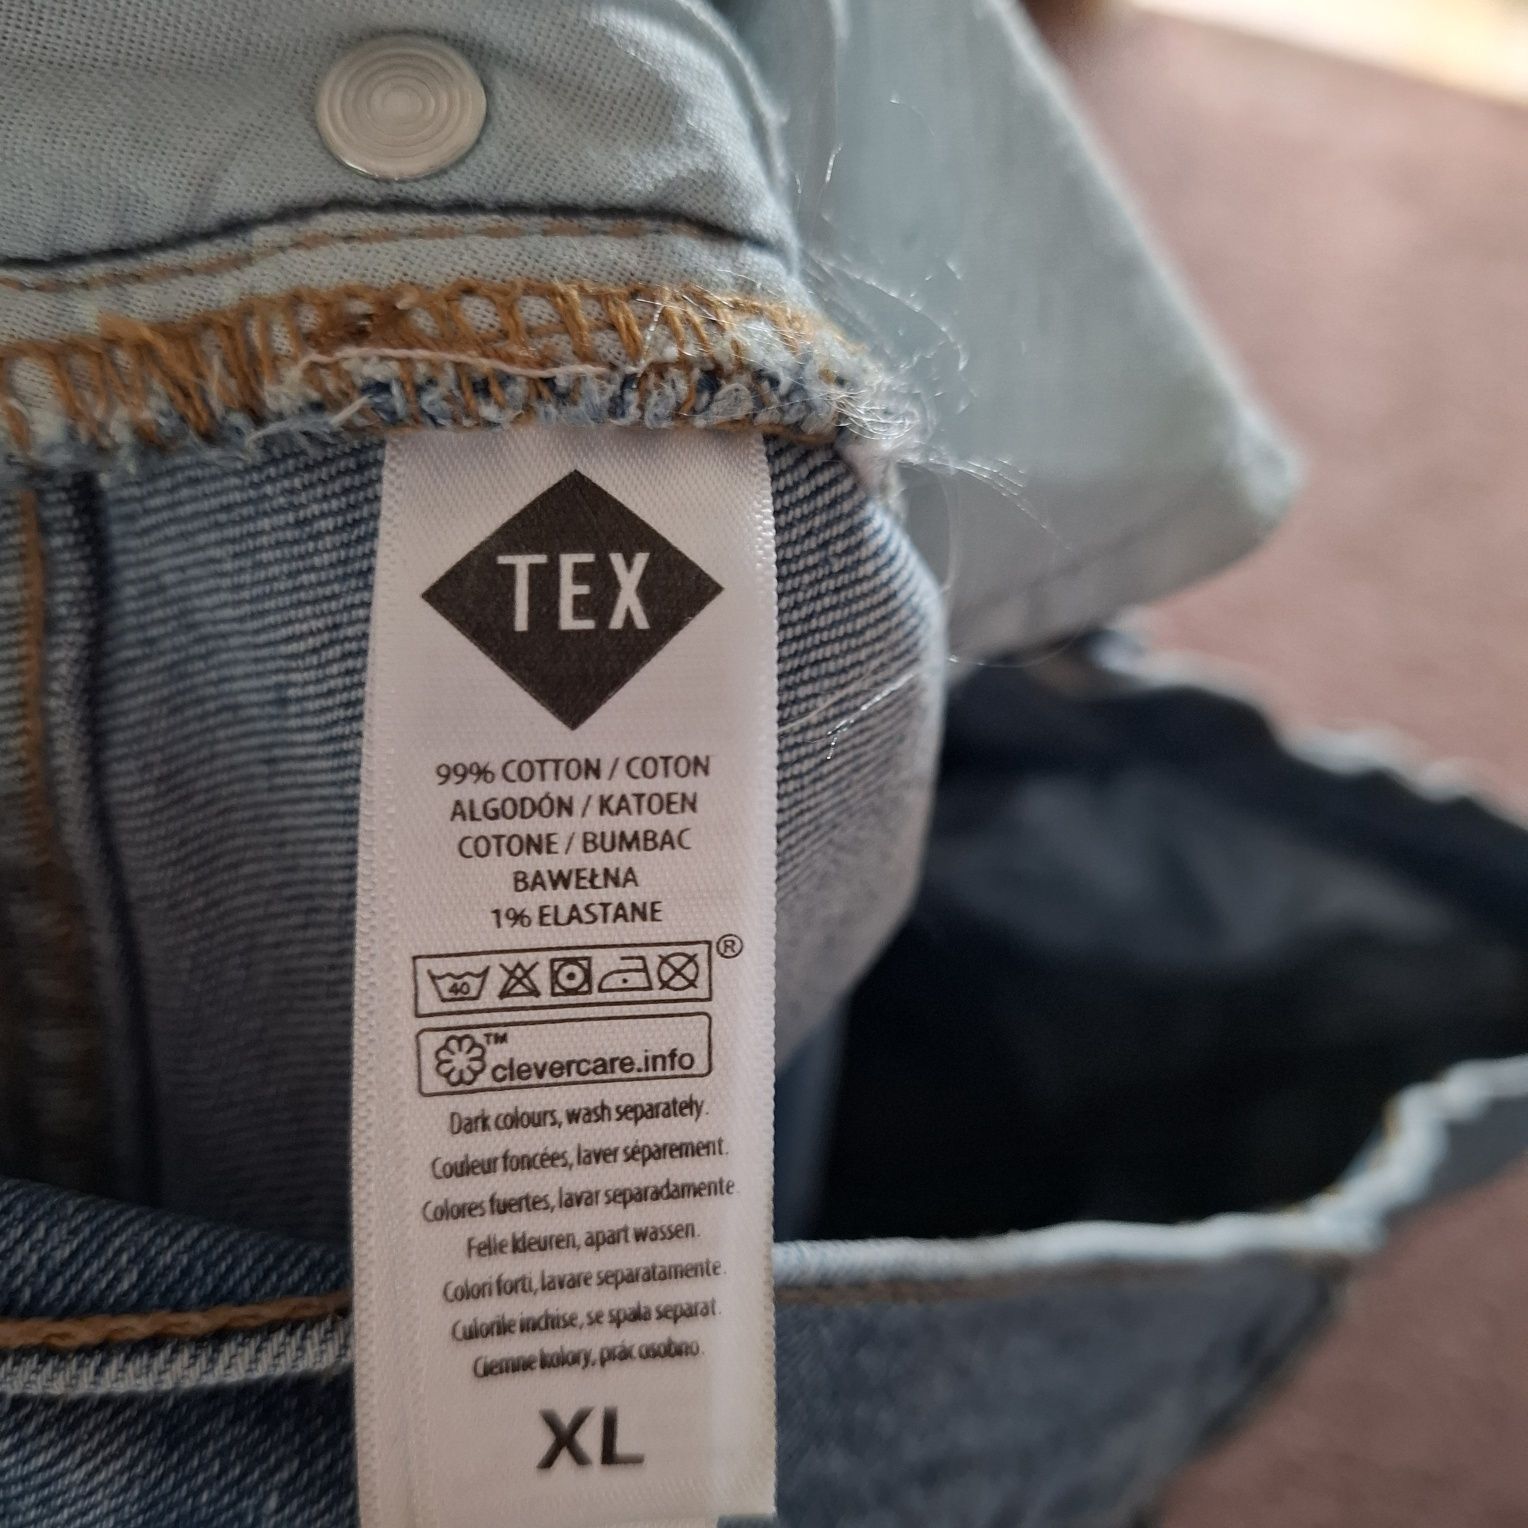 TEX
99% COTTON / COTON
ALGODÓN / KATOEN
COTONE / BUMBAC
BAWEŁNA
1% ELASTANE
®
40
™
clevercare.info
Dark colours, wash separately.
Couleur foncées, laver séparement.
Colores fuertes, lavar separadamente.
Felle kleuren, apart wassen.
Colori forti, lavare separatamente.
Culorile inchise, se spala separat.
Ciemne kolory, prác osobno.
XL